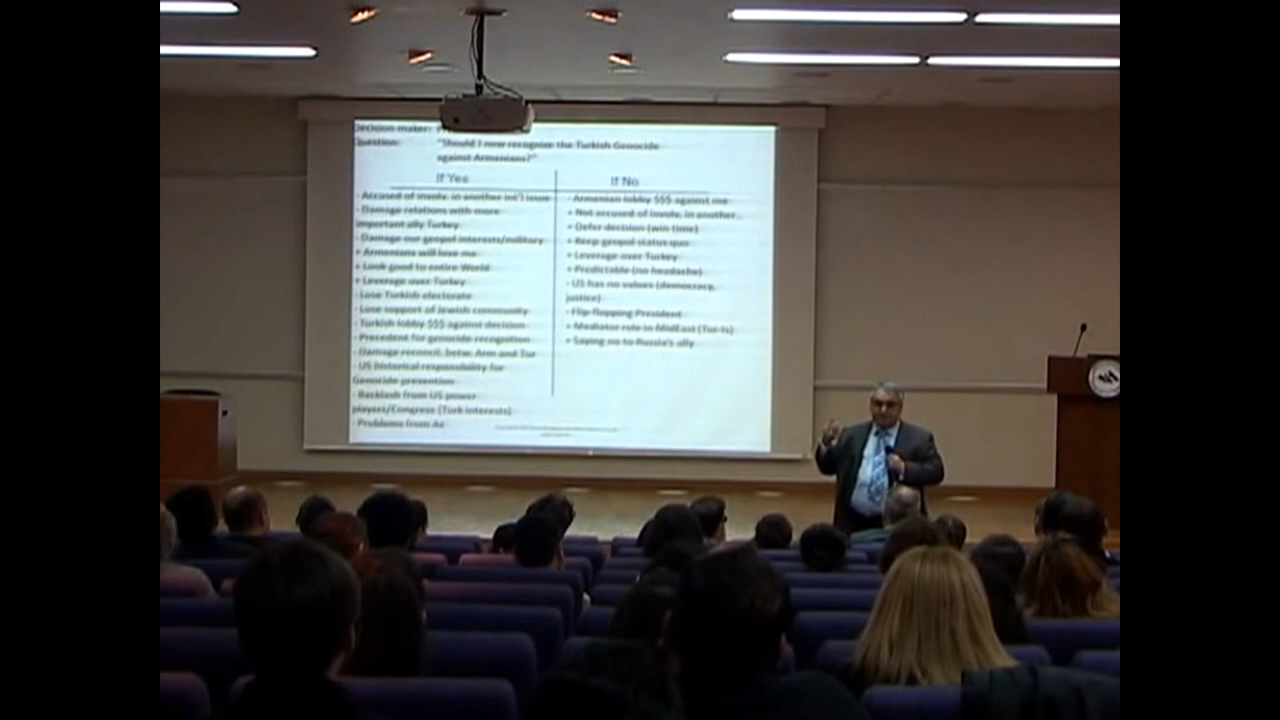 Decision maker:
Question: "Should I now recognize the Turkish Genocide
against Armenians?"
If Yes
- Accused of involv. in another int'l issue
- Damage relations with more
important ally Turkey
- Damage our geopol interests/military
+ Armenians will love me
+ Look good to entire World
+ Leverage over Turkey
- Lose Turkish electorate
- Lose support of Jewish community
- Turkish lobby $$$ against decision
- Precedent for genocide recognition
- Damage reconcil. betw. Arm and Tur
- US historical responsibility for
Genocide prevention
- Backlash from US power
players/Congress (Turk interests)
- Problems from
If No
- Armenian lobby $$$ against me
+ Not accused of involv. in another..
+ Defer decision (win time)
+ Keep geopol status quo
+ Leverage over Turkey
+ Predictable (no headache)
- US has no values (democracy,
justice)
- Flip flopping President
+ Mediator role in MidEast (Tur-Is)
+ Saying no to Russia's ally